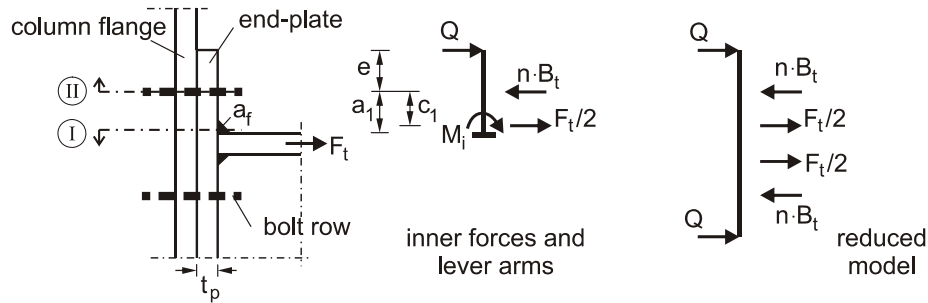 column flange
end-plate
II
I
a_f
F_t
bolt row
t_p
Q
e
a_1
c_1
n·B_t
F_t/2
M_i
inner forces and
lever arms
Q
n·B_t
F_t/2
F_t/2
n·B_t
Q
reduced
model